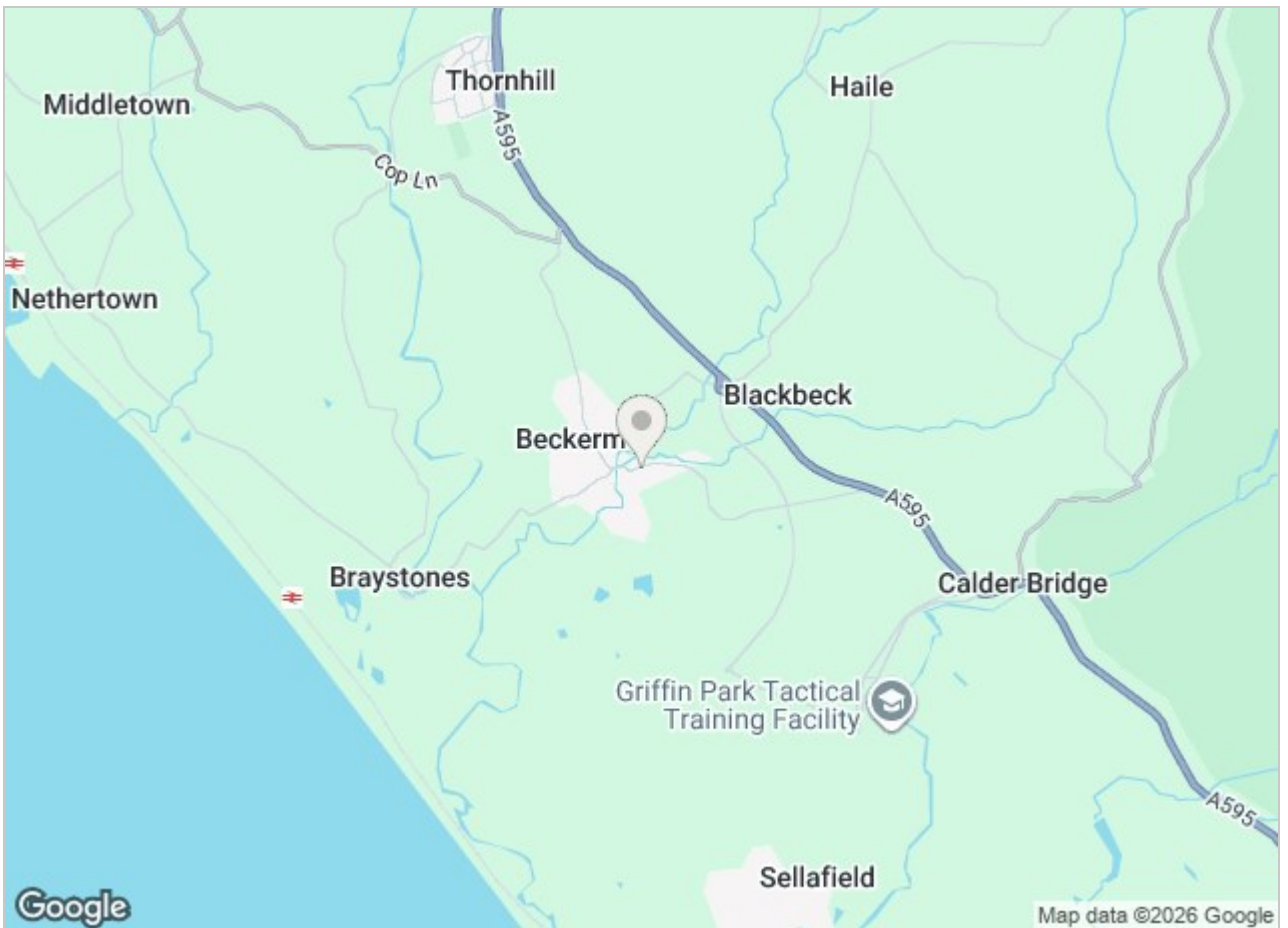 Thornhill
Haile
Middletown
A595
Cop Ln
Nethertown
Blackbeck
Beckerm
A595
Braystones
Calder Bridge
Griffin Park Tactical
Training Facility
A595
Sellafield
Google
Map data ©2026 Google